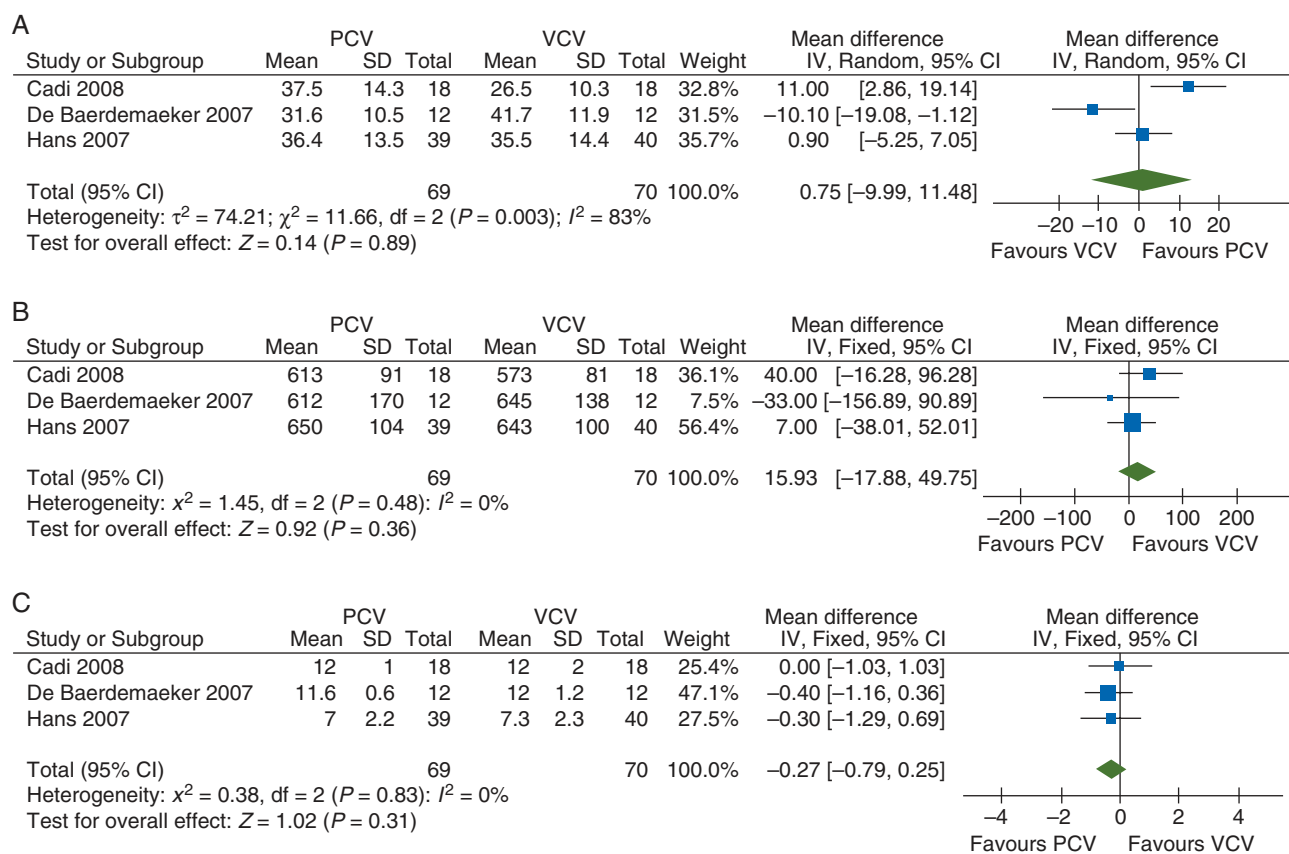 A
PCV VCV Mean difference Mean difference
Study or Subgroup Mean SD Total Mean SD Total Weight IV, Random, 95% CI IV, Random, 95% CI
Cadi 2008 37.5 14.3 18 26.5 10.3 18 32.8% 11.00 [2.86, 19.14]
De Baerdemaeker 2007 31.6 10.5 12 41.7 11.9 12 31.5% −10.10 [−19.08, −1.12]
Hans 2007 36.4 13.5 39 35.5 14.4 40 35.7% 0.90 [−5.25, 7.05]
Total (95% CI) 69 70 100.0% 0.75 [−9.99, 11.48]
Heterogeneity: τ² = 74.21; χ² = 11.66, df = 2 (P = 0.003); I² = 83%
Test for overall effect: Z = 0.14 (P = 0.89)
−20 −10 0 10 20
Favours VCV Favours PCV
B
PCV VCV Mean difference Mean difference
Study or Subgroup Mean SD Total Mean SD Total Weight IV, Fixed, 95% CI IV, Fixed, 95% CI
Cadi 2008 613 91 18 573 81 18 36.1% 40.00 [−16.28, 96.28]
De Baerdemaeker 2007 612 170 12 645 138 12 7.5% −33.00 [−156.89, 90.89]
Hans 2007 650 104 39 643 100 40 56.4% 7.00 [−38.01, 52.01]
Total (95% CI) 69 70 100.0% 15.93 [−17.88, 49.75]
Heterogeneity: x² = 1.45, df = 2 (P = 0.48): I² = 0%
Test for overall effect: Z = 0.92 (P = 0.36)
−200 −100 0 100 200
Favours PCV Favours VCV
C
PCV VCV Mean difference Mean difference
Study or Subgroup Mean SD Total Mean SD Total Weight IV, Fixed, 95% CI IV, Fixed, 95% CI
Cadi 2008 12 1 18 12 2 18 25.4% 0.00 [−1.03, 1.03]
De Baerdemaeker 2007 11.6 0.6 12 12 1.2 12 47.1% −0.40 [−1.16, 0.36]
Hans 2007 7 2.2 39 7.3 2.3 40 27.5% −0.30 [−1.29, 0.69]
Total (95% CI) 69 70 100.0% −0.27 [−0.79, 0.25]
Heterogeneity: x² = 0.38, df = 2 (P = 0.83): I² = 0%
Test for overall effect: Z = 1.02 (P = 0.31)
−4 −2 0 2 4
Favours PCV Favours VCV